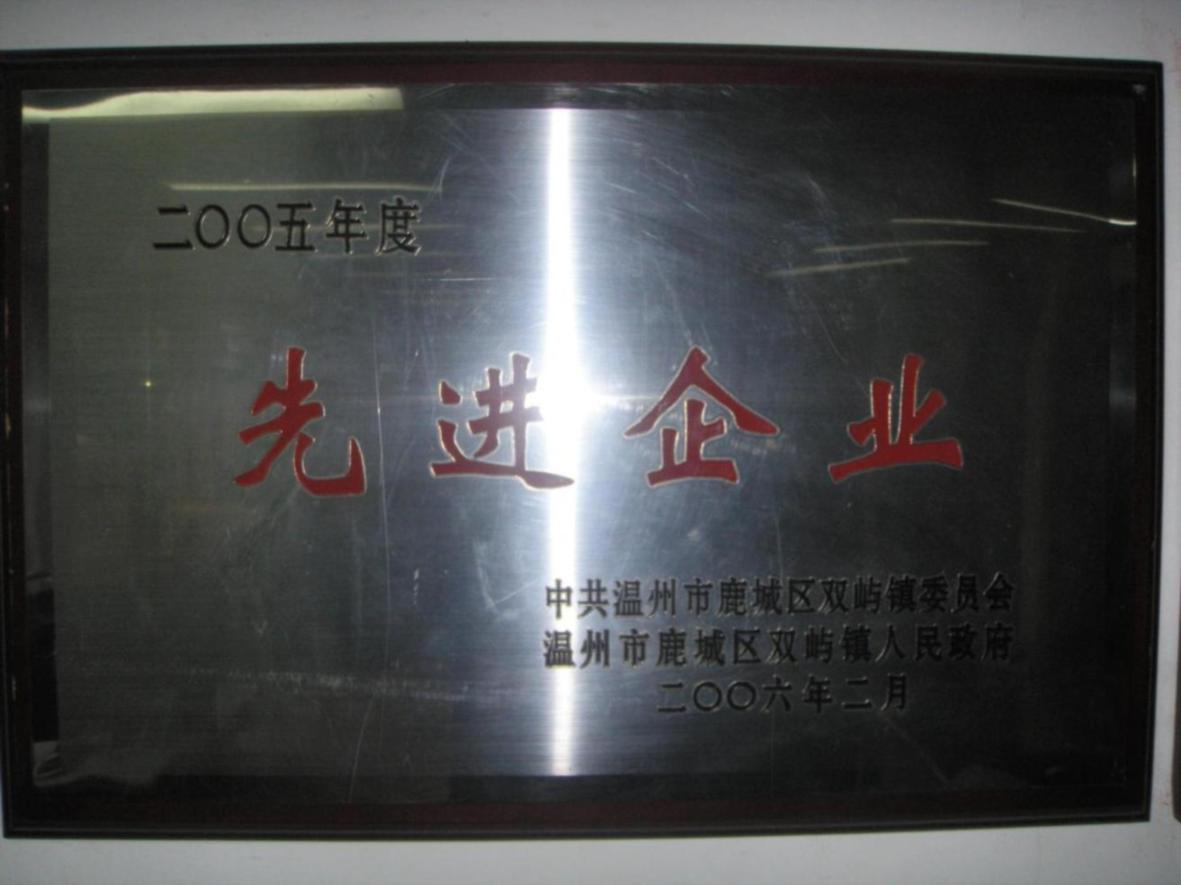 二〇〇五年度
先进企业
中共温州市鹿城区双屿镇委员会
温州市鹿城区双屿镇人民政府
二〇〇六年二月